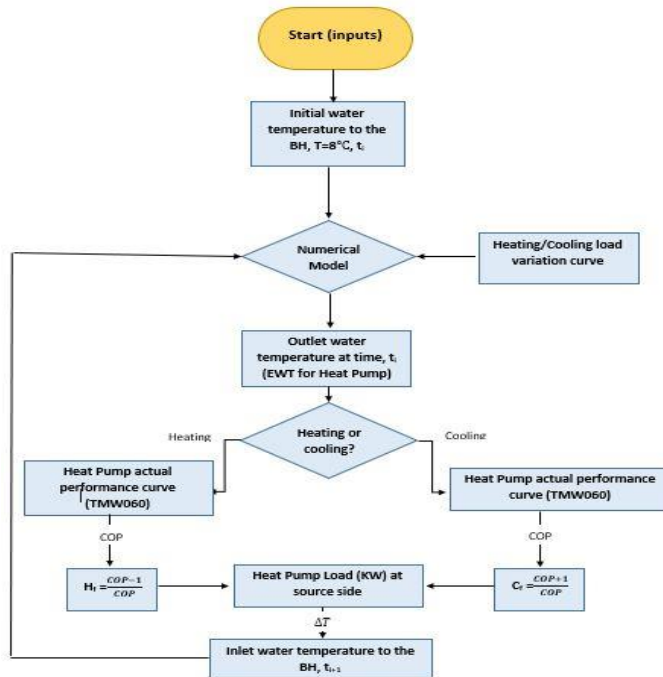 Start (inputs)
Initial water
temperature to the
BH, T=8℃, tᵢ
Numerical
Model
Heating/Cooling load
variation curve
Outlet water
temperature at time, tᵢ
(EWT for Heat Pump)
Heating or
cooling?
Heating
Cooling
Heat Pump actual
performance curve
(TMW060)
Heat Pump actual performance
curve (TMW060)
COP
COP
Hf = COP−1/COP
Heat Pump Load (KW) at
source side
Cf = COP+1/COP
ΔT
Inlet water temperature to the
BH, tᵢ₊₁